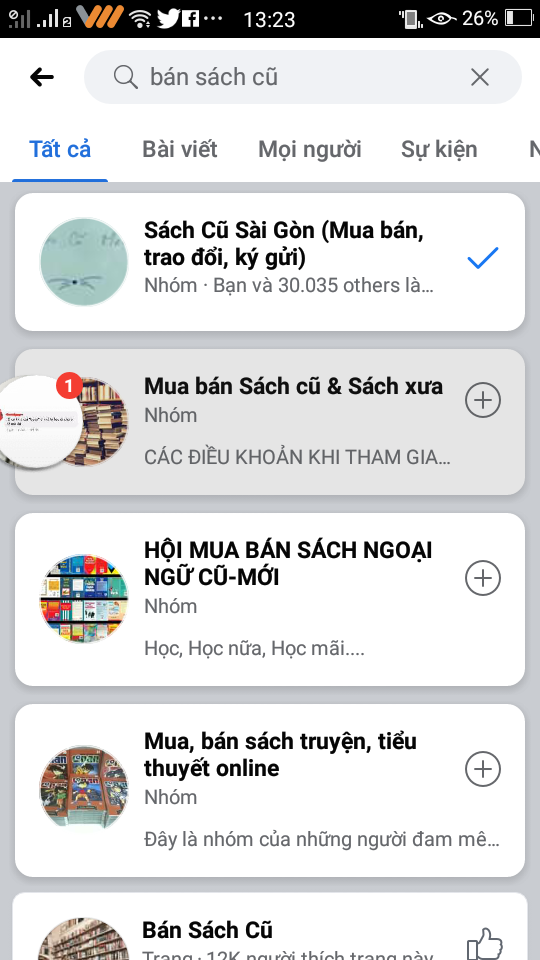 13:23
26%
bán sách cũ
Tất cả
Bài viết
Mọi người
Sự kiện
N
Sách Cũ Sài Gòn (Mua bán,
trao đổi, ký gửi)
Nhóm · Bạn và 30.035 others là...
1
Mua bán Sách cũ & Sách xưa
Nhóm
CÁC ĐIỀU KHOẢN KHI THAM GIA...
HỘI MUA BÁN SÁCH NGOẠI
NGỮ CŨ-MỚI
Nhóm
Học, Học nữa, Học mãi....
Mua, bán sách truyện, tiểu
thuyết online
Nhóm
Đây là nhóm của những người đam mê...
Bán Sách Cũ
Trang · 12K người thích trang này